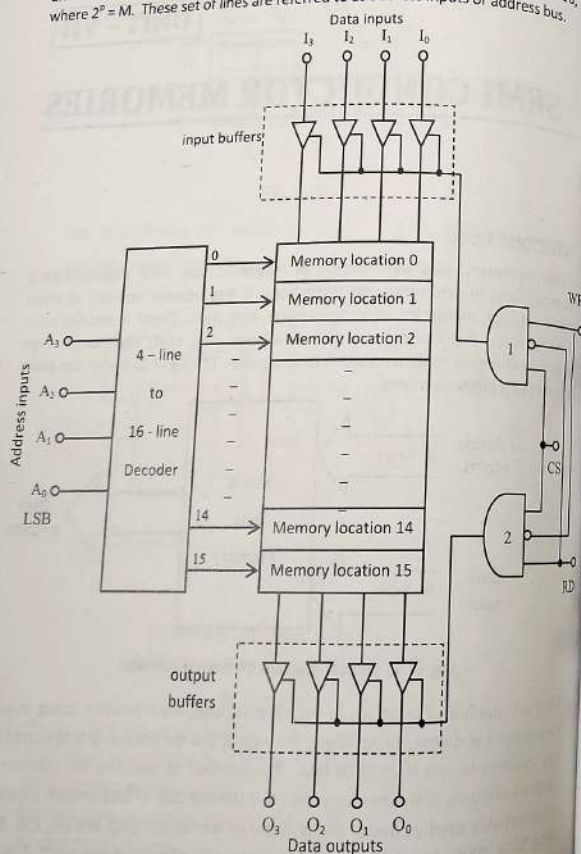 where 2ᵖ = M. These set of lines are referred to address bus.
Data inputs
I₃ I₂ I₁ I₀
input buffers
0
Memory location 0
1
Memory location 1
2
Memory location 2
WR
1
A₃
4 – line
A₂
to
A₁
16 - line
Decoder
A₀
LSB
Address inputs
CS
14
Memory location 14
2
15
Memory location 15
RD
output
buffers
O₃ O₂ O₁ O₀
Data outputs